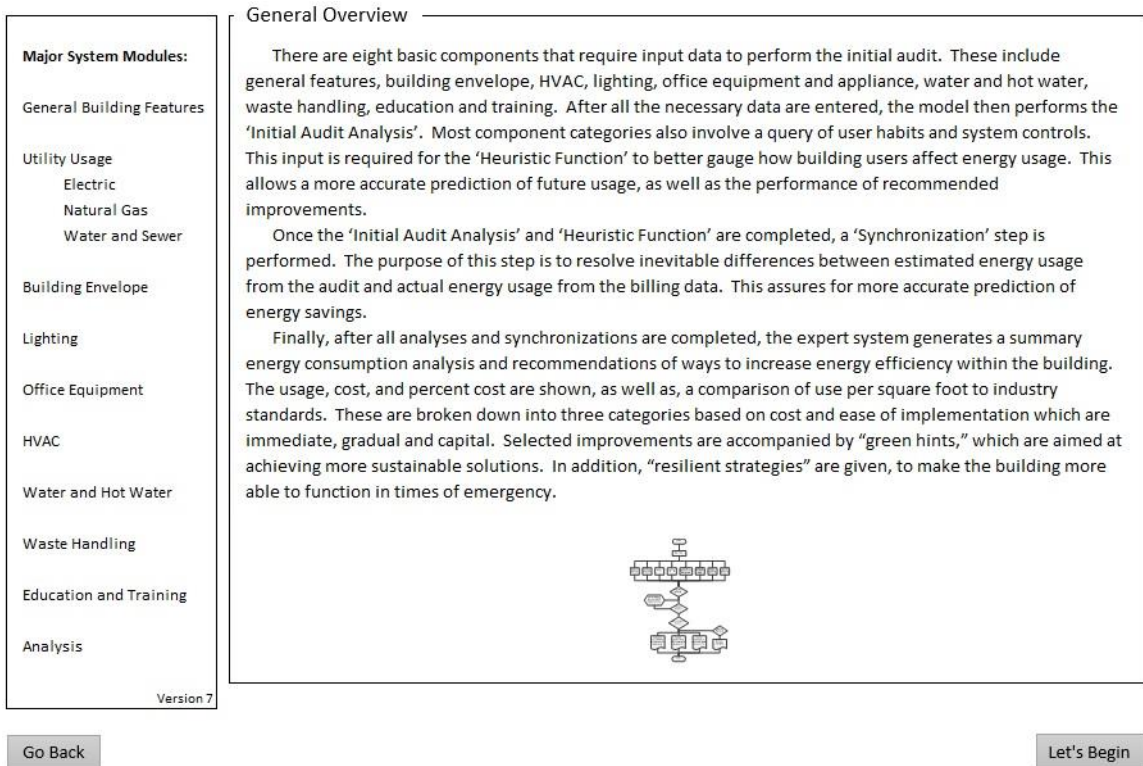 Major System Modules:
General Building Features
Utility Usage
Electric
Natural Gas
Water and Sewer
Building Envelope
Lighting
Office Equipment
HVAC
Water and Hot Water
Waste Handling
Education and Training
Analysis
Version 7
General Overview
There are eight basic components that require input data to perform the initial audit. These include
general features, building envelope, HVAC, lighting, office equipment and appliance, water and hot water,
waste handling, education and training. After all the necessary data are entered, the model then performs the
‘Initial Audit Analysis’. Most component categories also involve a query of user habits and system controls.
This input is required for the ‘Heuristic Function’ to better gauge how building users affect energy usage. This
allows a more accurate prediction of future usage, as well as the performance of recommended
improvements.
Once the ‘Initial Audit Analysis’ and ‘Heuristic Function’ are completed, a ‘Synchronization’ step is
performed. The purpose of this step is to resolve inevitable differences between estimated energy usage
from the audit and actual energy usage from the billing data. This assures for more accurate prediction of
energy savings.
Finally, after all analyses and synchronizations are completed, the expert system generates a summary
energy consumption analysis and recommendations of ways to increase energy efficiency within the building.
The usage, cost, and percent cost are shown, as well as, a comparison of use per square foot to industry
standards. These are broken down into three categories based on cost and ease of implementation which are
immediate, gradual and capital. Selected improvements are accompanied by “green hints,” which are aimed at
achieving more sustainable solutions. In addition, “resilient strategies” are given, to make the building more
able to function in times of emergency.
Go Back
Let's Begin